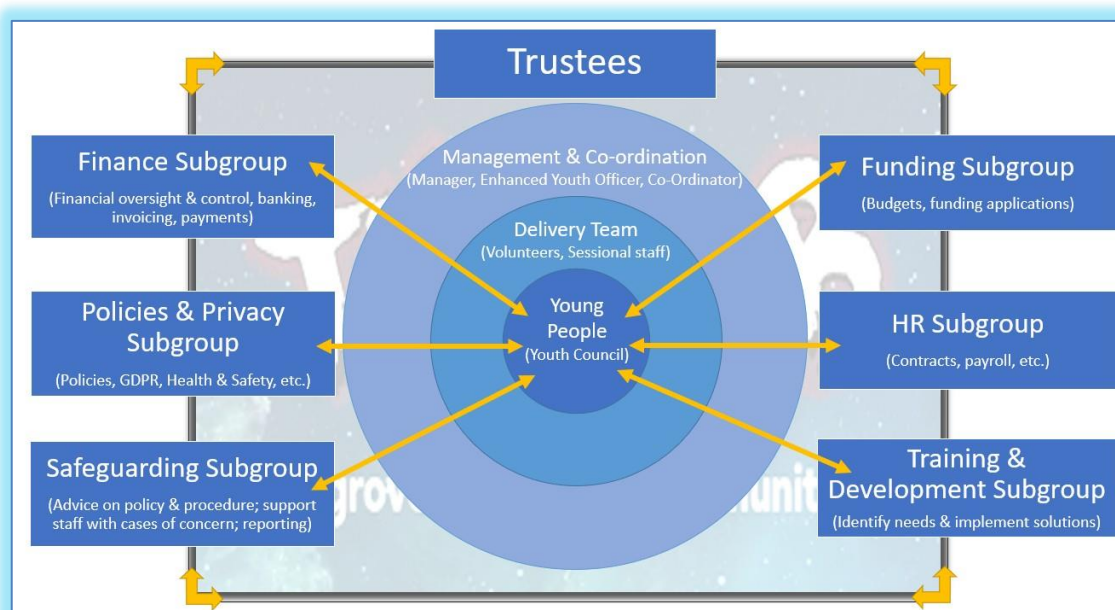 Trustees
Finance Subgroup
(Financial oversight & control, banking,
invoicing, payments)
Policies & Privacy
Subgroup
(Policies, GDPR, Health & Safety, etc.)
Safeguarding Subgroup
(Advice on policy & procedure; support
staff with cases of concern; reporting)
Management & Co-ordination
(Manager, Enhanced Youth Officer, Co-Ordinator)
Delivery Team
(Volunteers, Sessional staff)
Young
People
(Youth Council)
Funding Subgroup
(Budgets, funding applications)
HR Subgroup
(Contracts, payroll, etc.)
Training &
Development Subgroup
(Identify needs & implement solutions)